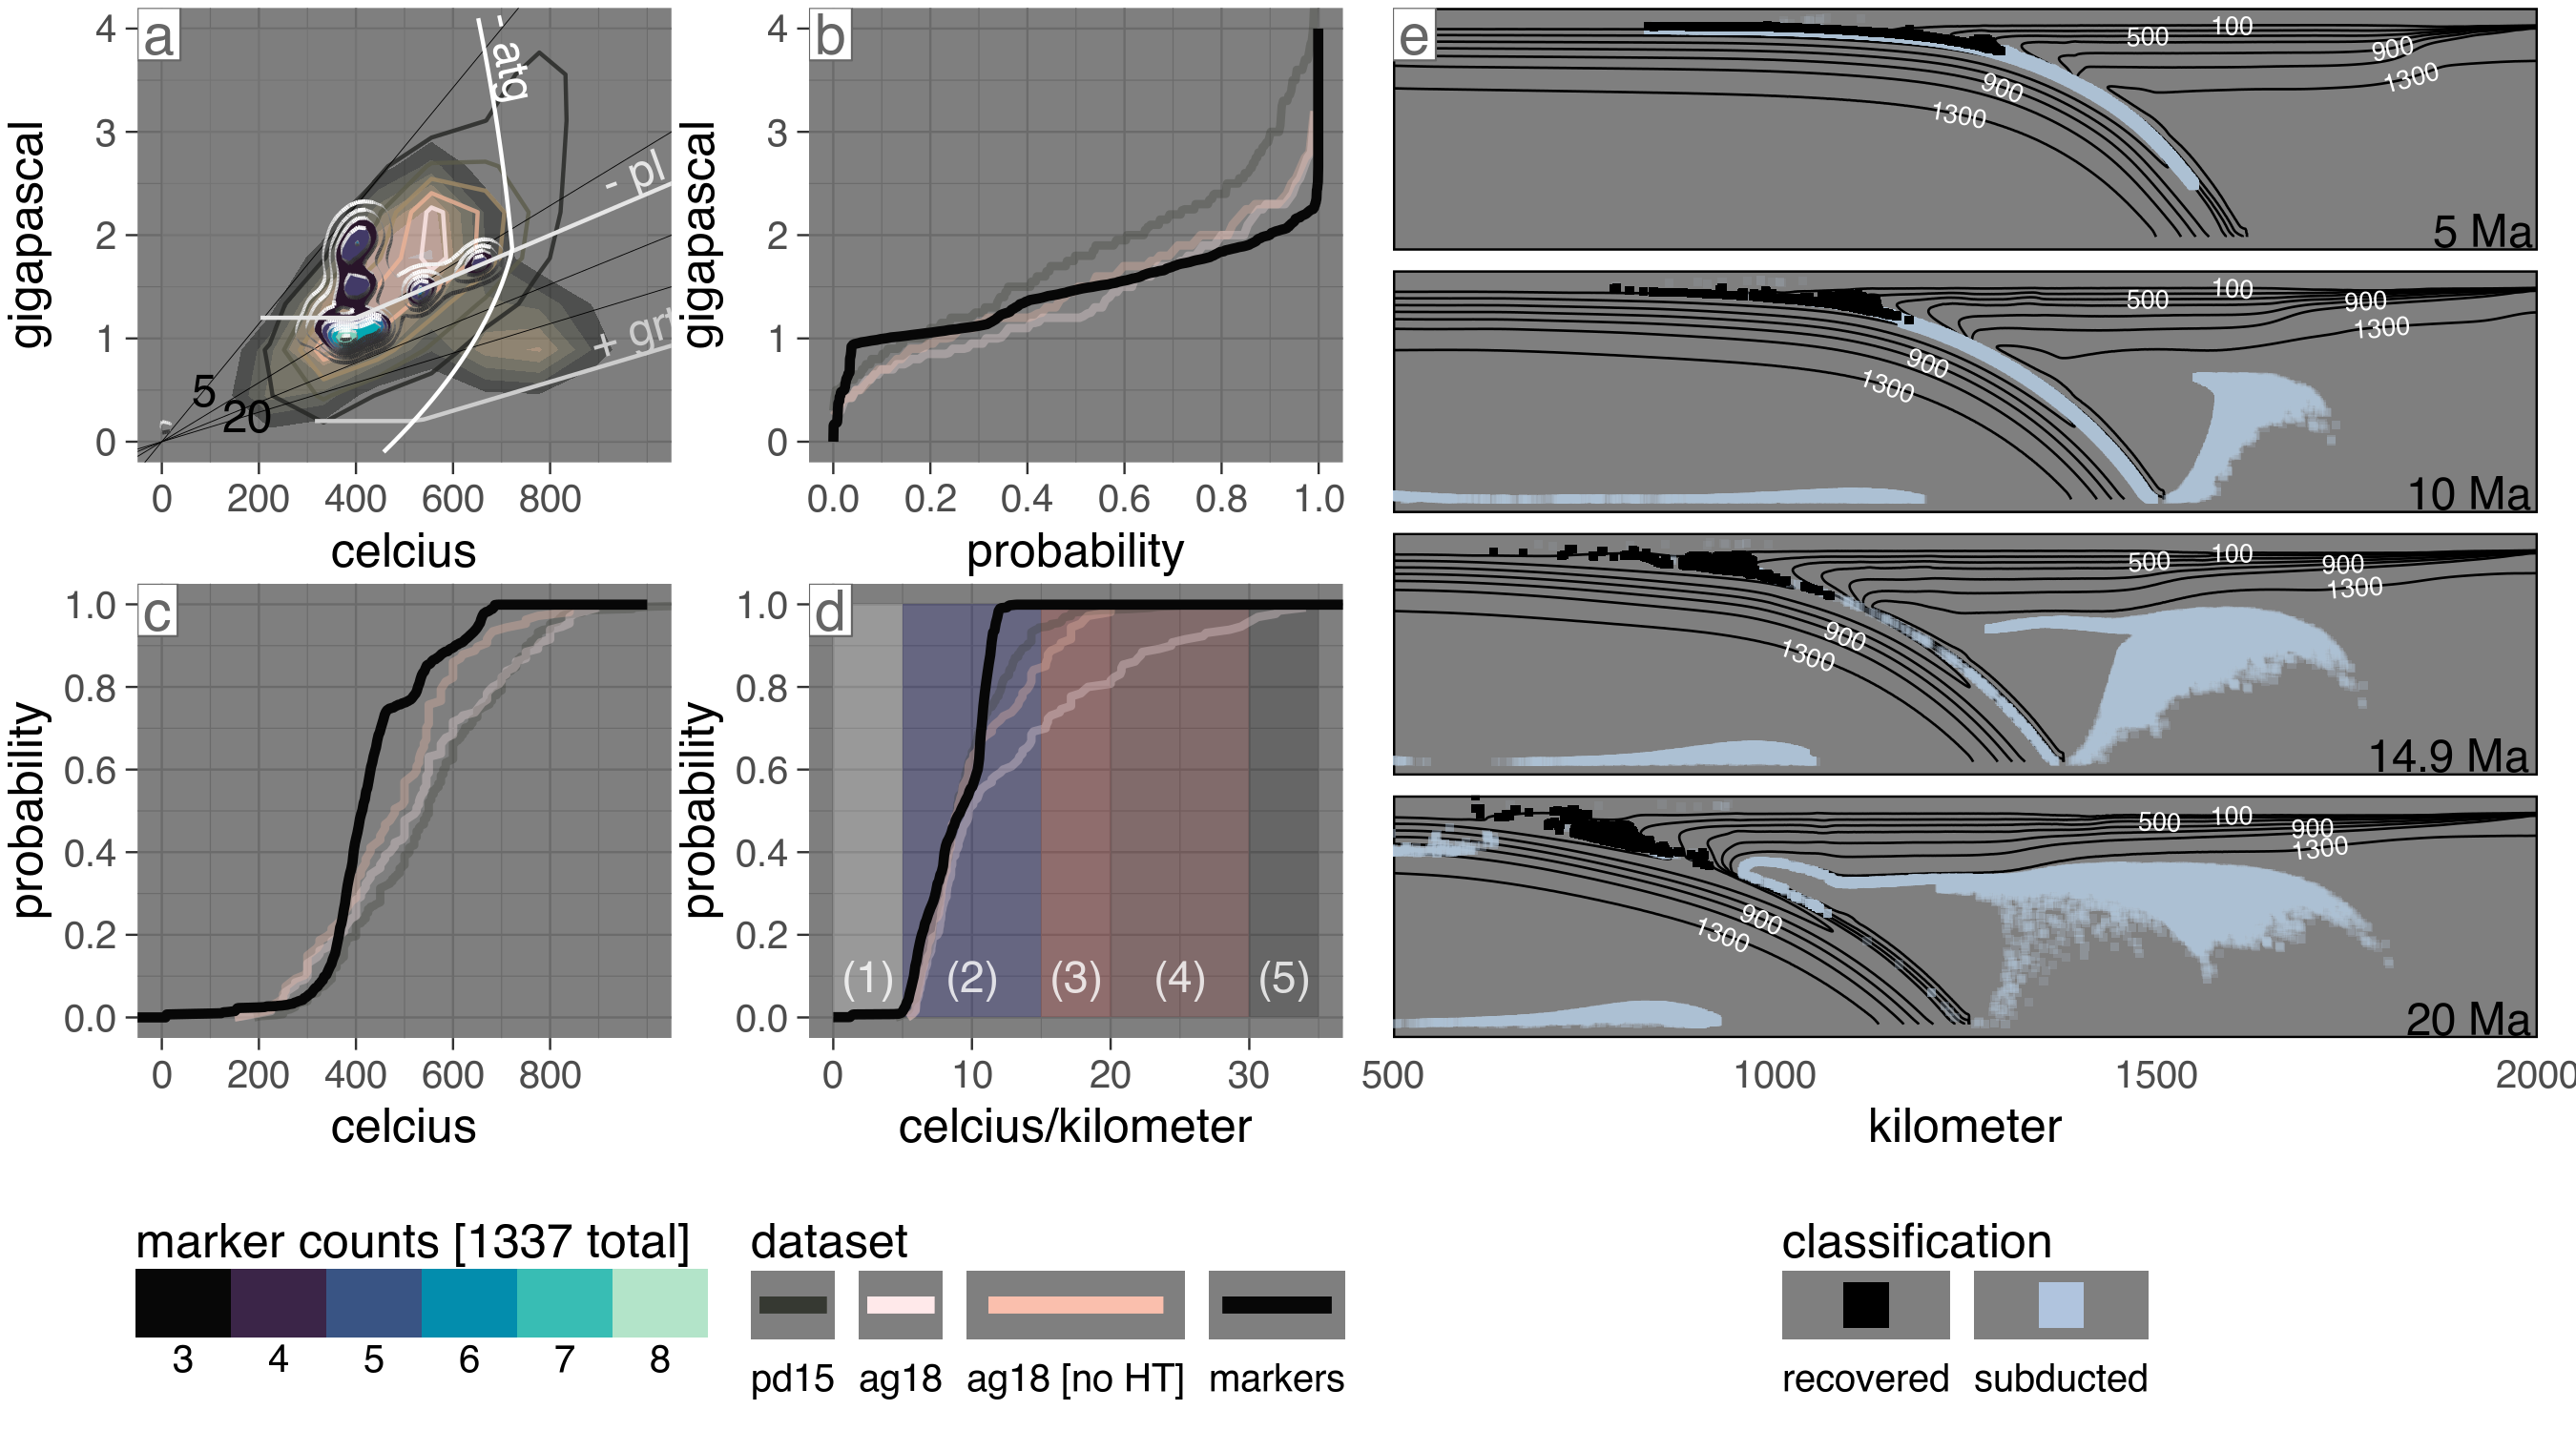 a
4
3
2
1
0
gigapascal
- atg
- pl
+ grt
5
20
0 200 400 600 800
celcius
b
4
3
2
1
0
gigapascal
0.0 0.2 0.4 0.6 0.8 1.0
probability
c
1.0
0.8
0.6
0.4
0.2
0.0
probability
0 200 400 600 800
celcius
d
1.0
0.8
0.6
0.4
0.2
0.0
probability
(1) (2) (3) (4) (5)
0 10 20 30
celcius/kilometer
e
100
500
900
1300
900
1300
5 Ma
100
500
900
1300
900
1300
10 Ma
100
500
900
1300
900
1300
14.9 Ma
100
500
900
1300
900
1300
20 Ma
500 1000 1500 2000
kilometer
marker counts [1337 total]
3 4 5 6 7 8
dataset
pd15 ag18 ag18 [no HT] markers
classification
recovered subducted